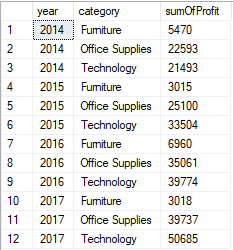 year category sumOfProfit
1 2014 Furniture 5470
2 2014 Office Supplies 22593
3 2014 Technology 21493
4 2015 Furniture 3015
5 2015 Office Supplies 25100
6 2015 Technology 33504
7 2016 Furniture 6960
8 2016 Office Supplies 35061
9 2016 Technology 39774
10 2017 Furniture 3018
11 2017 Office Supplies 39737
12 2017 Technology 50685